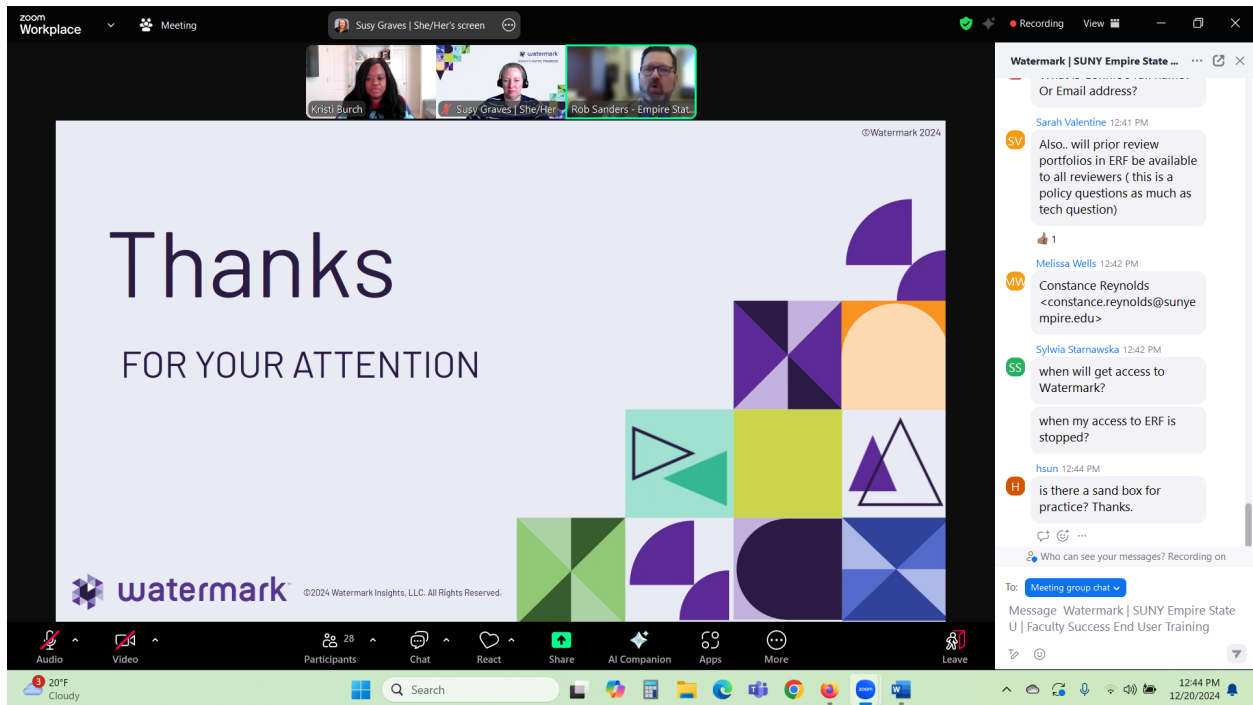 zoom
Workplace
Meeting
Susy Graves | She/Her's screen
Recording
View
Kristi Burch
watermark
Susy Graves | She/Her
Rob Sanders - Empire Stat...
©Watermark 2024
Thanks
FOR YOUR ATTENTION
watermark
©2024 Watermark Insights, LLC. All Rights Reserved.
Watermark | SUNY Empire State ...
Or Email address?
Sarah Valentine 12:41 PM
SV
Also.. will prior review
portfolios in ERF be available
to all reviewers ( this is a
policy questions as much as
tech question)
1
Melissa Wells 12:42 PM
MW
Constance Reynolds
<constance.reynolds@sunye
mpire.edu>
Sylwia Starnawska 12:42 PM
SS
when will get access to
Watermark?
when my access to ERF is
stopped?
hsun 12:44 PM
H
is there a sand box for
practice? Thanks.
Who can see your messages? Recording on
To: Meeting group chat
Message Watermark | SUNY Empire State
U | Faculty Success End User Training
Audio
Video
28
Participants
Chat
React
Share
AI Companion
Apps
More
Leave
3
20°F
Cloudy
Search
zoom
12:44 PM
12/20/2024